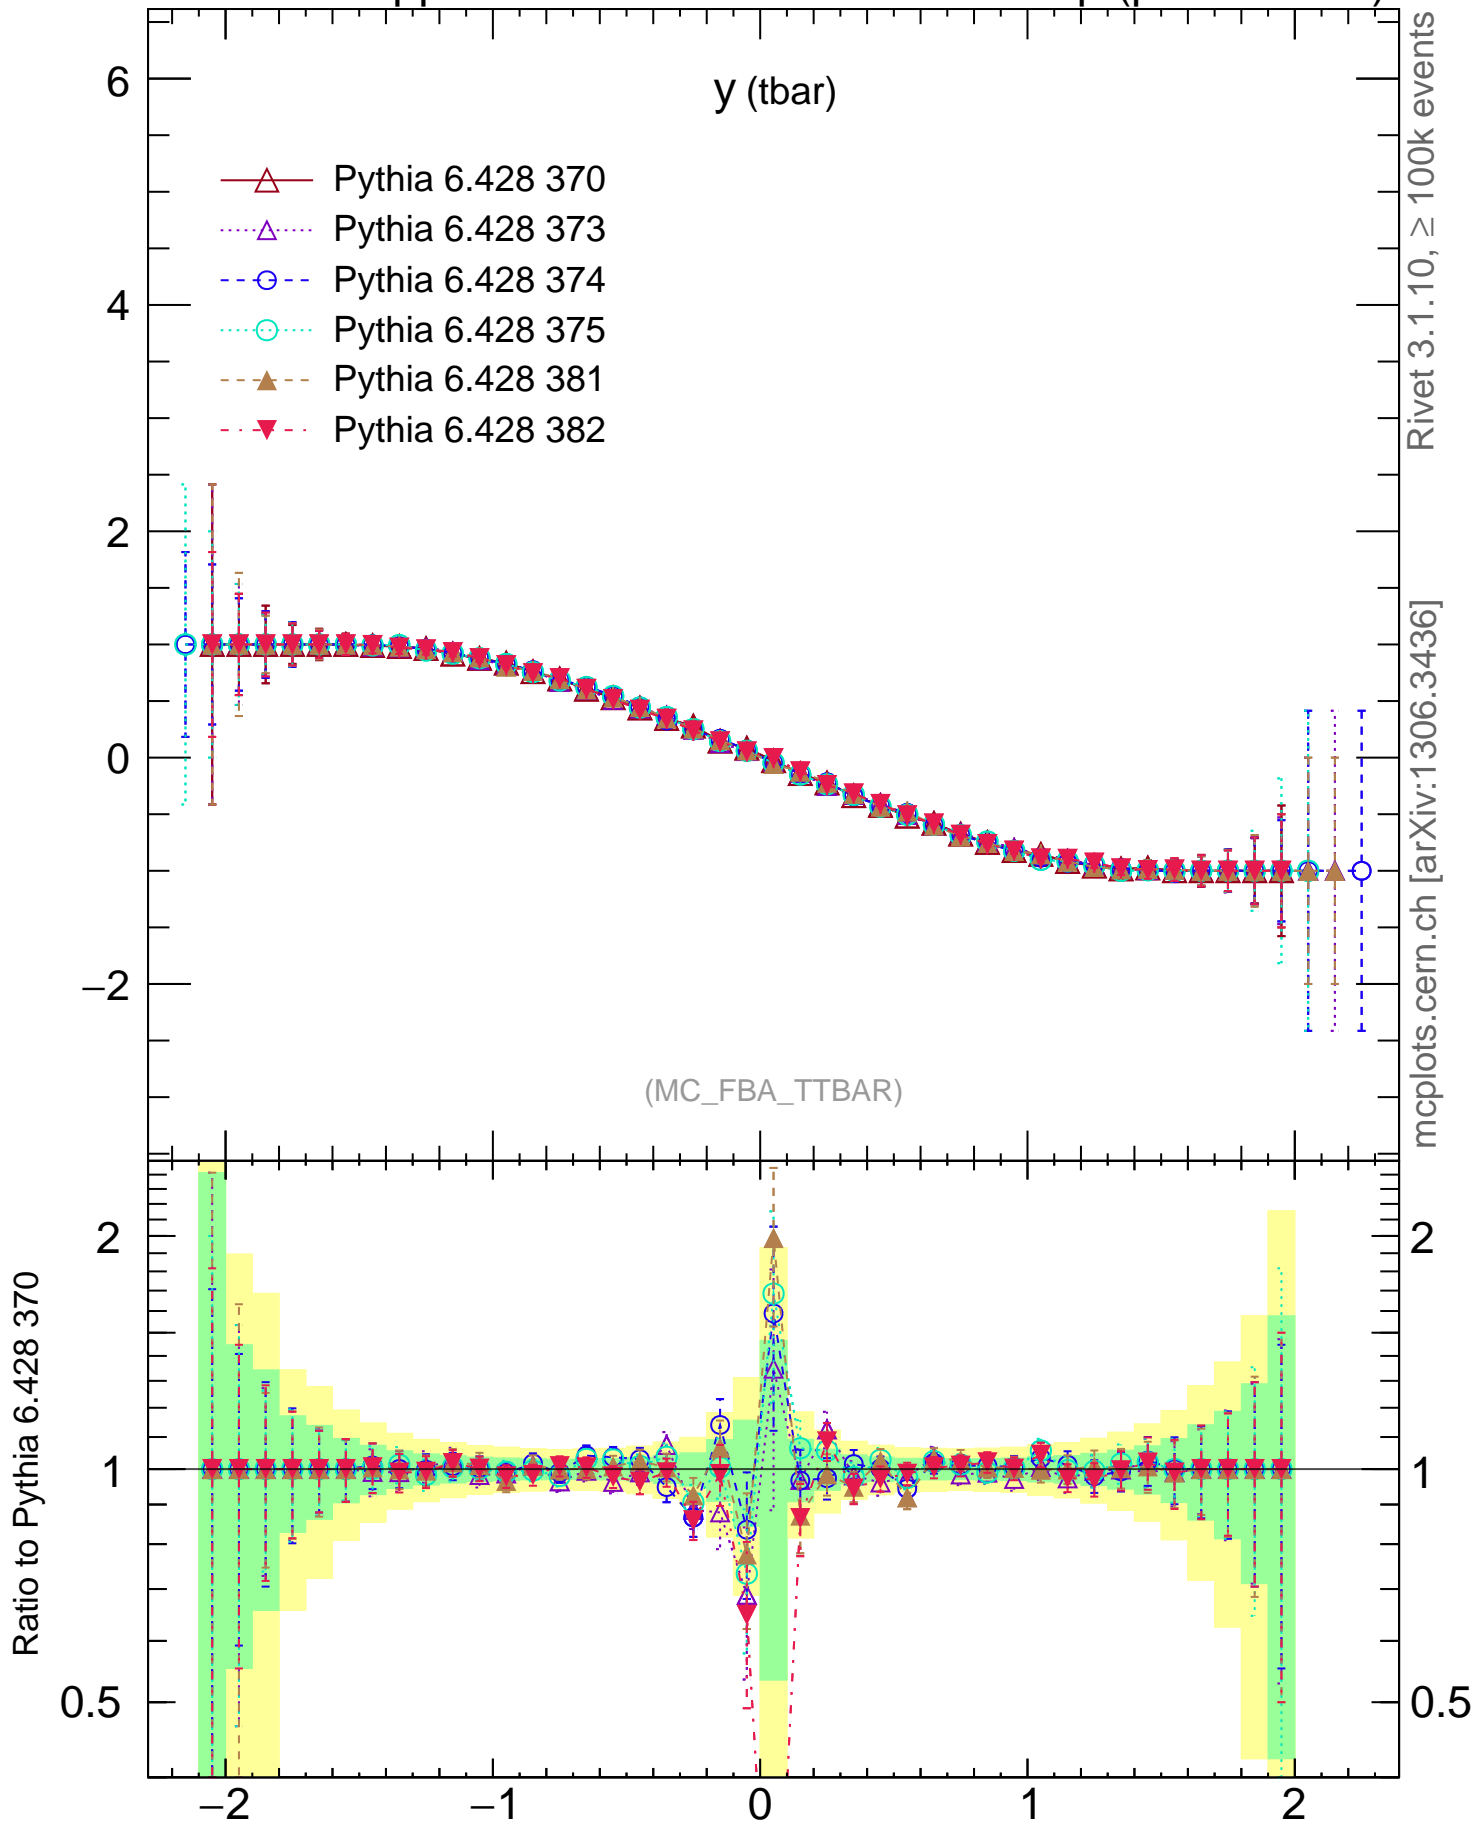 y (tbar)
Pythia 6.428 370
Pythia 6.428 373
Pythia 6.428 374
Pythia 6.428 375
Pythia 6.428 381
Pythia 6.428 382
6
4
2
0
−2
(MC_FBA_TTBAR)
Rivet 3.1.10, ≥ 100k events
mcplots.cern.ch [arXiv:1306.3436]
Ratio to Pythia 6.428 370
2
1
0.5
2
1
0.5
−2
−1
0
1
2